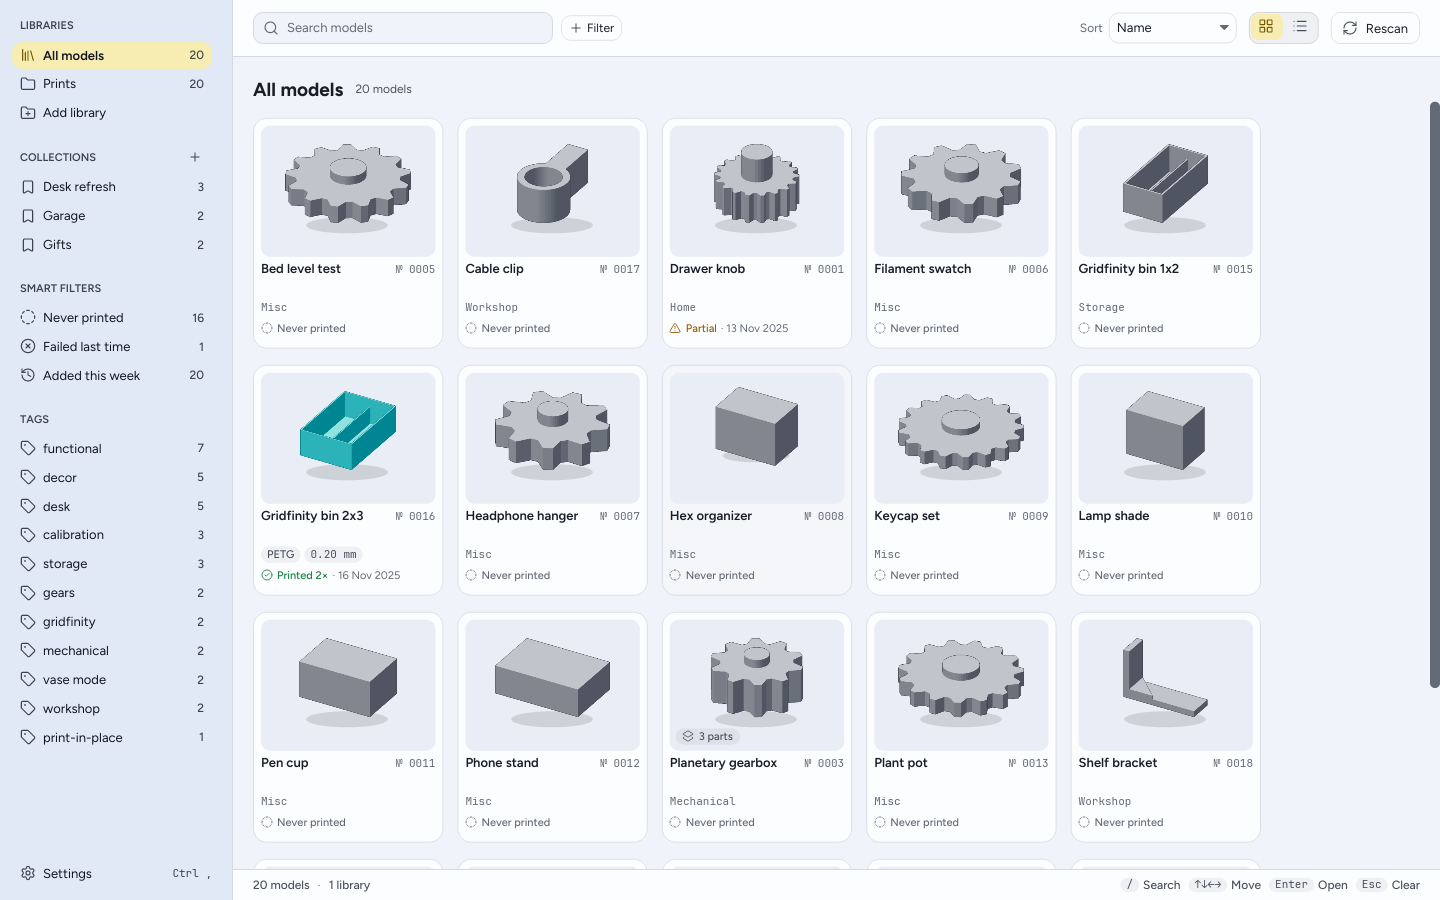 LIBRARIES
All models 20
Prints 20
Add library
COLLECTIONS
Desk refresh 3
Garage 2
Gifts 2
SMART FILTERS
Never printed 16
Failed last time 1
Added this week 20
TAGS
functional 7
decor 5
desk 5
calibration 3
storage 3
gears 2
gridfinity 2
mechanical 2
vase mode 2
workshop 2
print-in-place 1
Settings Ctrl ,
Search models
Filter
Sort Name
Rescan
All models 20 models
Bed level test № 0005
Misc
Never printed
Cable clip № 0017
Workshop
Never printed
Drawer knob № 0001
Home
Partial · 13 Nov 2025
Filament swatch № 0006
Misc
Never printed
Gridfinity bin 1x2 № 0015
Storage
Never printed
Gridfinity bin 2x3 № 0016
PETG 0.20 mm
Printed 2× · 16 Nov 2025
Headphone hanger № 0007
Misc
Never printed
Hex organizer № 0008
Misc
Never printed
Keycap set № 0009
Misc
Never printed
Lamp shade № 0010
Misc
Never printed
Pen cup № 0011
Misc
Never printed
Phone stand № 0012
Misc
Never printed
3 parts
Planetary gearbox № 0003
Mechanical
Never printed
Plant pot № 0013
Misc
Never printed
Shelf bracket № 0018
Workshop
Never printed
20 models · 1 library
/ Search ↑↓←→ Move Enter Open Esc Clear